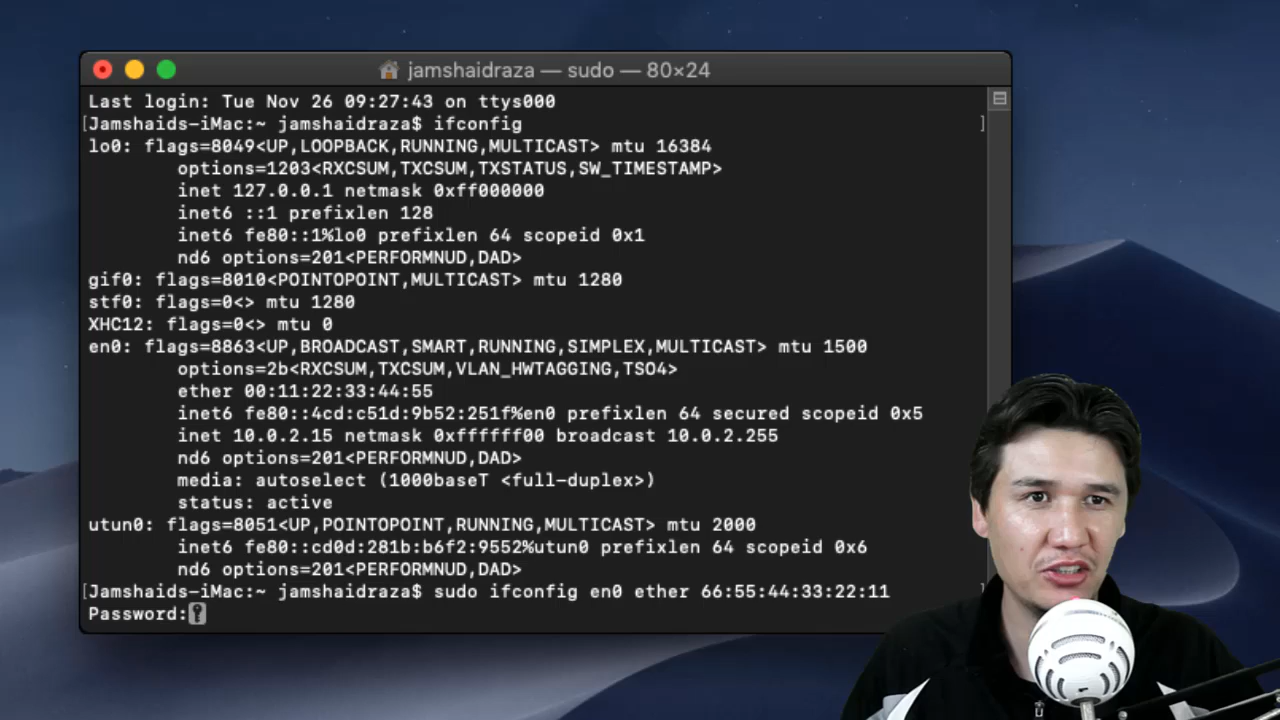 jamshaidraza — sudo — 80×24
Last login: Tue Nov 26 09:27:43 on ttys000
[Jamshaids-iMac:~ jamshaidraza$ ifconfig ]
lo0: flags=8049<UP,LOOPBACK,RUNNING,MULTICAST> mtu 16384
options=1203<RXCSUM,TXCSUM,TXSTATUS,SW_TIMESTAMP>
inet 127.0.0.1 netmask 0xff000000
inet6 ::1 prefixlen 128
inet6 fe80::1%lo0 prefixlen 64 scopeid 0x1
nd6 options=201<PERFORMNUD,DAD>
gif0: flags=8010<POINTOPOINT,MULTICAST> mtu 1280
stf0: flags=0<> mtu 1280
XHC12: flags=0<> mtu 0
en0: flags=8863<UP,BROADCAST,SMART,RUNNING,SIMPLEX,MULTICAST> mtu 1500
options=2b<RXCSUM,TXCSUM,VLAN_HWTAGGING,TSO4>
ether 00:11:22:33:44:55
inet6 fe80::4cd:c51d:9b52:251f%en0 prefixlen 64 secured scopeid 0x5
inet 10.0.2.15 netmask 0xffffff00 broadcast 10.0.2.255
nd6 options=201<PERFORMNUD,DAD>
media: autoselect (1000baseT <full-duplex>)
status: active
utun0: flags=8051<UP,POINTOPOINT,RUNNING,MULTICAST> mtu 2000
inet6 fe80::cd0d:281b:b6f2:9552%utun0 prefixlen 64 scopeid 0x6
nd6 options=201<PERFORMNUD,DAD>
[Jamshaids-iMac:~ jamshaidraza$ sudo ifconfig en0 ether 66:55:44:33:22:11 ]
Password: